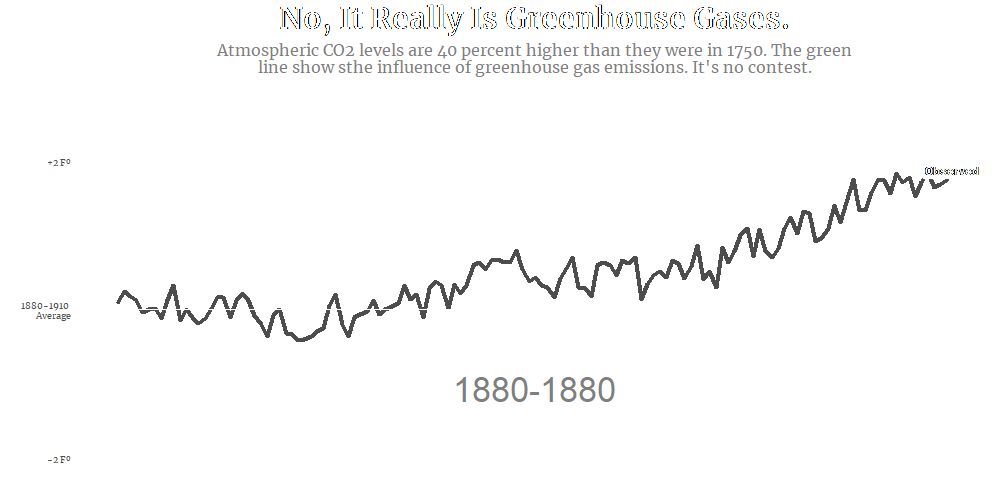 No, It Really Is Greenhouse Gases.
Atmospheric CO2 levels are 40 percent higher than they were in 1750. The green
line show sthe influence of greenhouse gas emissions. It's no contest.
+2 Fº
Observed
1880-1910
Average
1880-1880
-2 Fº